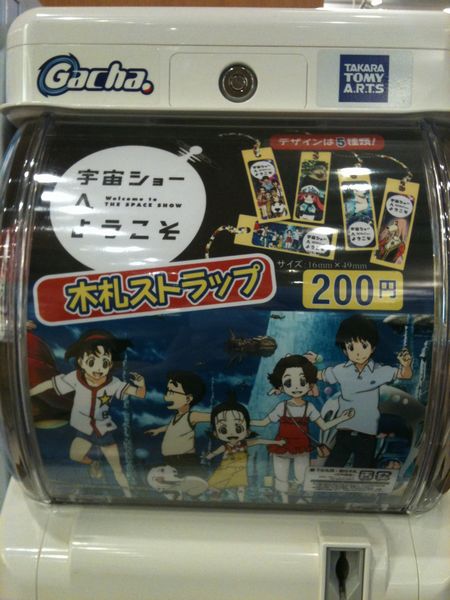 Gacha.
TAKARA
TOMY
A.R.T.S
デザインは5種類!
宇宙ショー
へ
Welcome to
THE SPACE SHOW
ようこそ
サイズ:16mm×49mm
木札ストラップ
200円